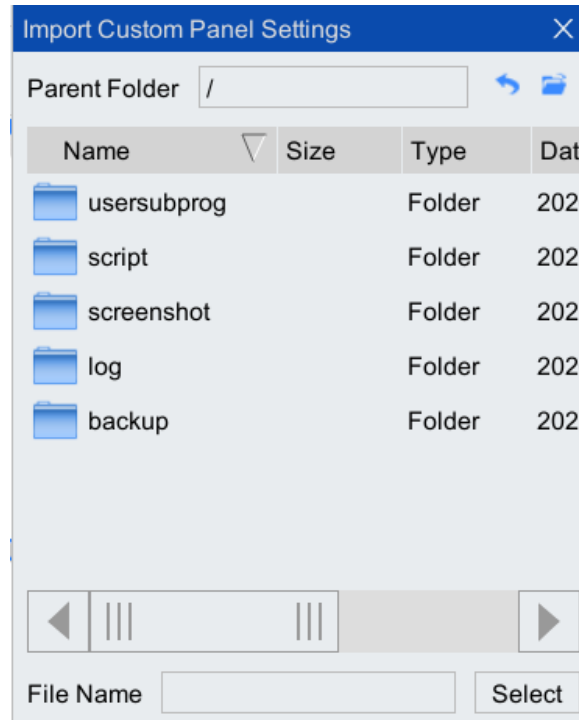 Import Custom Panel Settings
Parent Folder /
Name Size Type Dat
usersubprog Folder 202
script Folder 202
screenshot Folder 202
log Folder 202
backup Folder 202
File Name Select